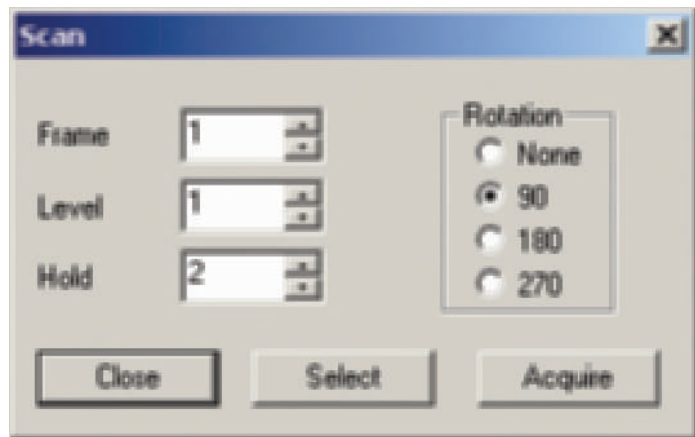 Scan
Frame 1
Level 1
Hold 2
Rotation
None
90
180
270
Close Select Acquire